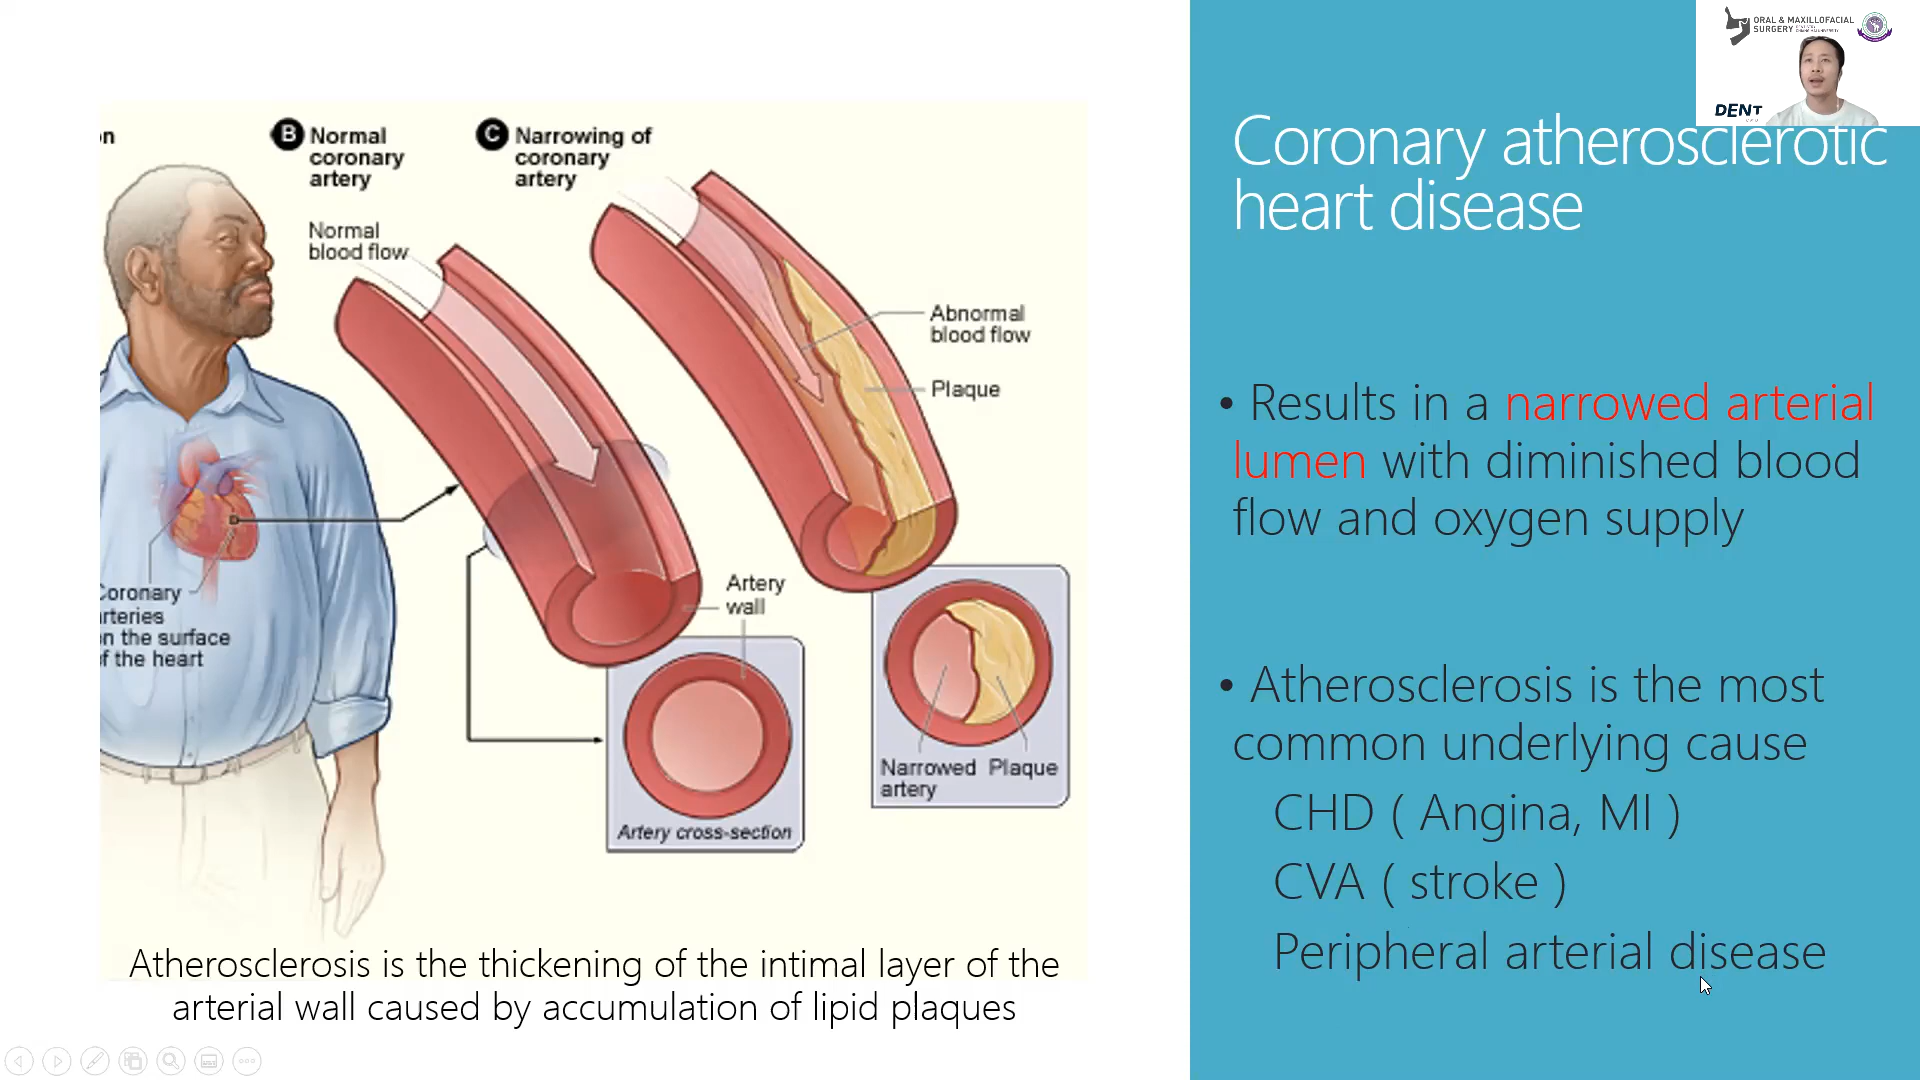 ORAL & MAXILLOFACIAL
SURGERY
DENT
Coronary atherosclerotic
heart disease
• Results in a narrowed arterial
lumen with diminished blood
flow and oxygen supply
• Atherosclerosis is the most
common underlying cause
CHD ( Angina, MI )
CVA ( stroke )
Peripheral arterial disease
on
B Normal
coronary
artery
C Narrowing of
coronary
artery
Normal
blood flow
Abnormal
blood flow
Plaque
Coronary
arteries
on the surface
of the heart
Artery
wall
Artery cross-section
Narrowed
artery
Plaque
Atherosclerosis is the thickening of the intimal layer of the
arterial wall caused by accumulation of lipid plaques